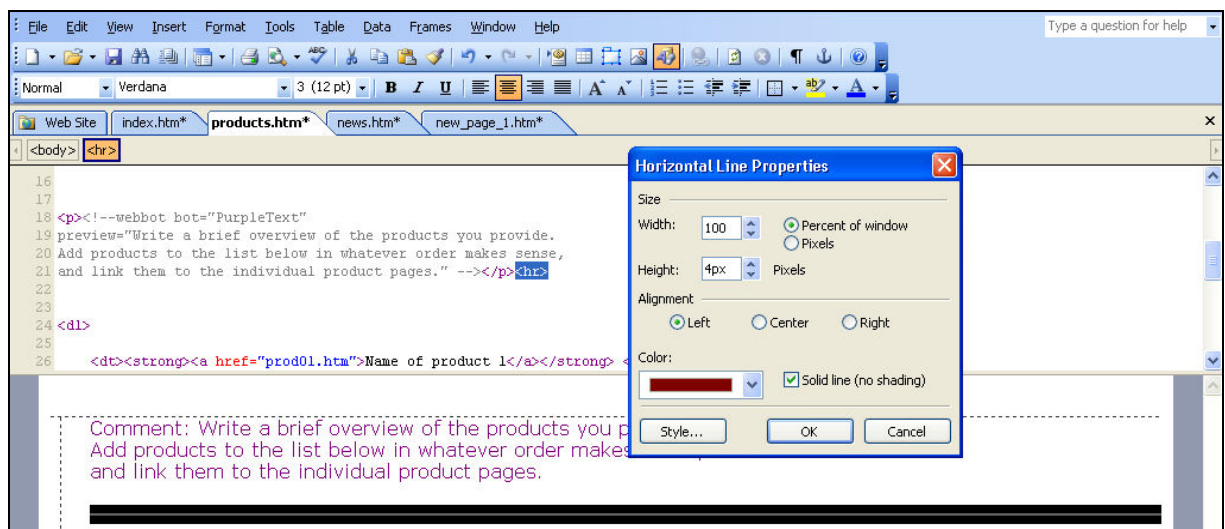 File Edit View Insert Format Tools Table Data Frames Window Help
Type a question for help
Normal Verdana 3 (12 pt) B I U A A ab A
Web Site index.htm* products.htm* news.htm* new_page_1.htm*
<body> <hr>
Horizontal Line Properties
Size
Width: 100 Percent of window
Pixels
Height: 4px Pixels
Alignment
Left Center Right
Color:
Solid line (no shading)
Style... OK Cancel
16
17
18 <p><!--webbot bot="PurpleText"
19 preview="Write a brief overview of the products you provide.
20 Add products to the list below in whatever order makes sense,
21 and link them to the individual product pages." --></p><hr>
22
23
24 <dl>
25
26 <dt><strong><a href="prod01.htm">Name of product 1</a></strong> <
Comment: Write a brief overview of the products you p
Add products to the list below in whatever order makes
and link them to the individual product pages.